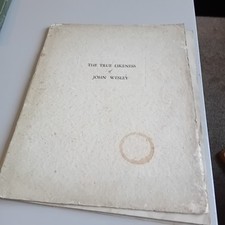 THE TRUE LIKENESS
of
JOHN WESLEY